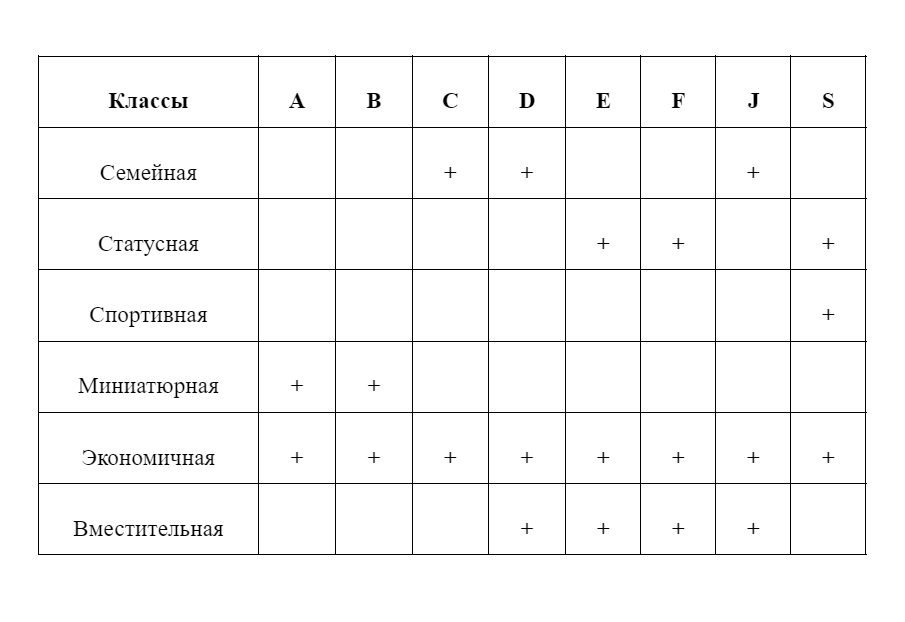 Классы A B C D E F J S
Семейная + + +
Статусная + + +
Спортивная +
Миниатюрная + +
Экономичная + + + + + + + +
Вместительная + + + +